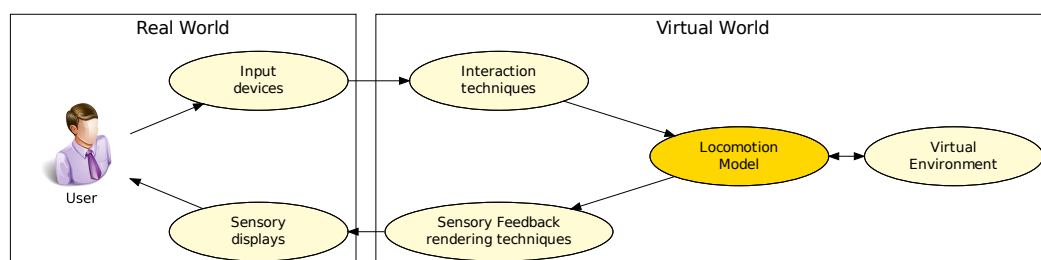 Real World
Virtual World
Input
devices
Interaction
techniques
Locomotion
Model
Virtual
Environment
User
Sensory
displays
Sensory Feedback
rendering techniques